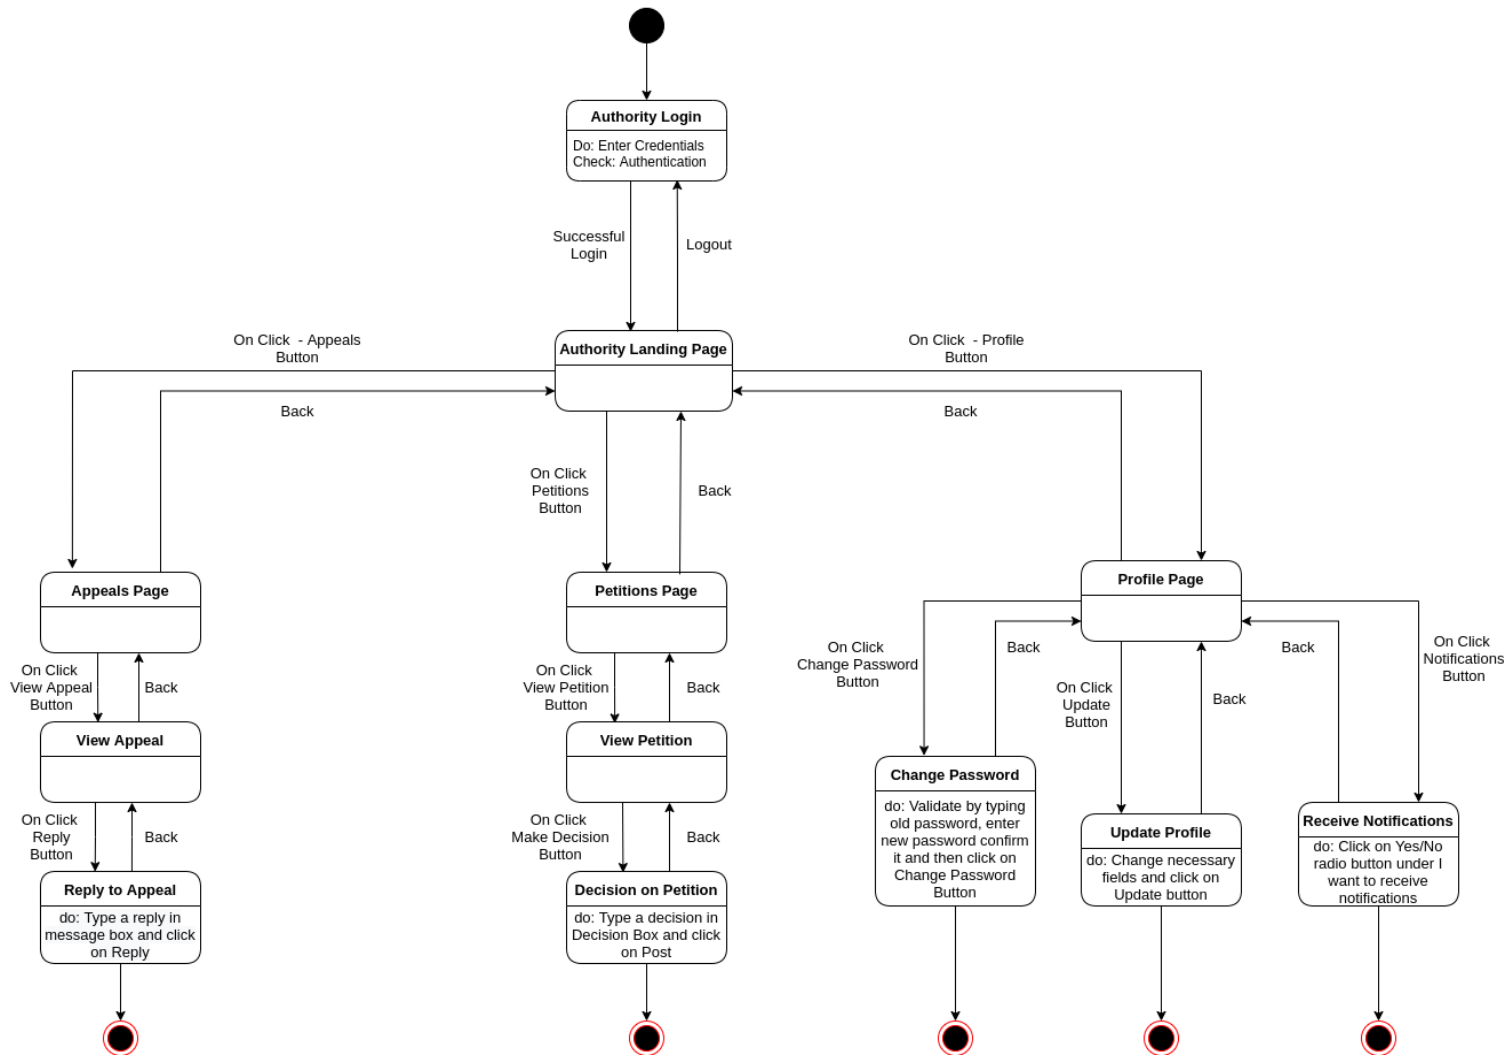 Authority Login
Do: Enter Credentials
Check: Authentication
Successful
Login
Logout
On Click - Appeals
Button
Authority Landing Page
On Click - Profile
Button
Back
Back
On Click
Petitions
Button
Back
Appeals Page
Petitions Page
Profile Page
On Click
View Appeal
Button
Back
On Click
View Petition
Button
Back
On Click
Change Password
Button
Back
On Click
Update
Button
Back
Back
On Click
Notifications
Button
View Appeal
View Petition
Change Password
do: Validate by typing
old password, enter
new password confirm
it and then click on
Change Password
Button
Update Profile
do: Change necessary
fields and click on
Update button
Receive Notifications
do: Click on Yes/No
radio button under I
want to receive
notifications
On Click
Reply
Button
Back
On Click
Make Decision
Button
Back
Reply to Appeal
do: Type a reply in
message box and click
on Reply
Decision on Petition
do: Type a decision in
Decision Box and click
on Post